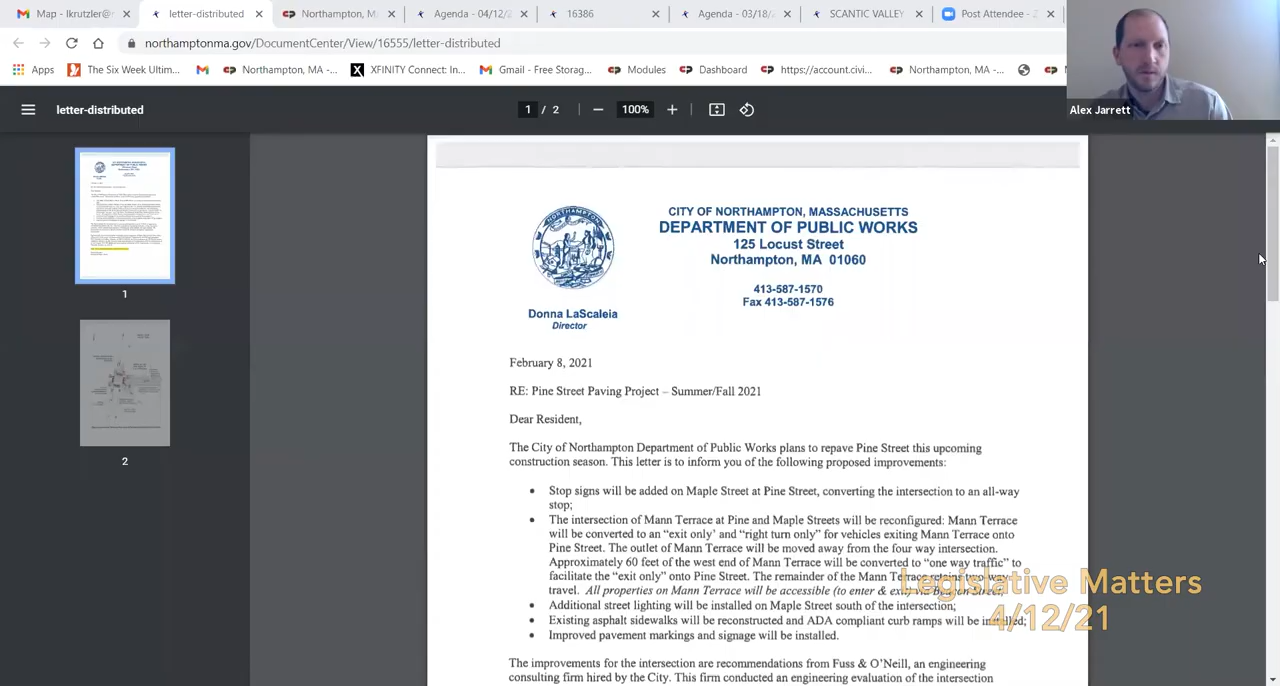 Map - lkrutzler@
letter-distributed
Northampton, M
Agenda - 04/12/2
16386
Agenda - 03/18/2
SCANTIC VALLEY
Post Attendee - Z
northamptonma.gov/DocumentCenter/View/16555/letter-distributed
Apps
The Six Week Ultim...
Northampton, MA -...
XFINITY Connect: In...
Gmail - Free Storag...
Modules
Dashboard
https://account.civi...
Northampton, MA -...
Alex Jarrett
letter-distributed
1 / 2
100%
1
2
CITY OF NORTHAMPTON, MASSACHUSETTS
DEPARTMENT OF PUBLIC WORKS
125 Locust Street
Northampton, MA 01060
413-587-1570
Fax 413-587-1576
Donna LaScaleia
Director
February 8, 2021
RE: Pine Street Paving Project – Summer/Fall 2021
Dear Resident,
The City of Northampton Department of Public Works plans to repave Pine Street this upcoming
construction season. This letter is to inform you of the following proposed improvements:
• Stop signs will be added on Maple Street at Pine Street, converting the intersection to an all-way
stop;
• The intersection of Mann Terrace at Pine and Maple Streets will be reconfigured: Mann Terrace
will be converted to an “exit only’ and “right turn only” for vehicles exiting Mann Terrace onto
Pine Street. The outlet of Mann Terrace will be moved away from the four way intersection.
Approximately 60 feet of the west end of Mann Terrace will be converted to “one way traffic” to
facilitate the “exit only” onto Pine Street. The remainder of the Mann Terrace retains two-way
travel. All properties on Mann Terrace will be accessible (to enter & exit) via Beacon Street;
• Additional street lighting will be installed on Maple Street south of the intersection;
• Existing asphalt sidewalks will be reconstructed and ADA compliant curb ramps will be installed;
• Improved pavement markings and signage will be installed.
The improvements for the intersection are recommendations from Fuss & O’Neill, an engineering
consulting firm hired by the City. This firm conducted an engineering evaluation of the intersection
Legislative Matters
4/12/21